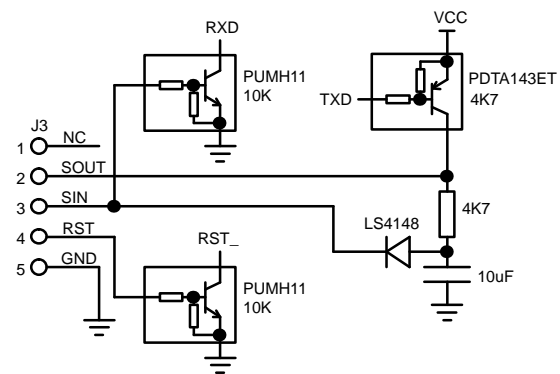 RXD
VCC
PUMH11
10K
PDTA143ET
4K7
TXD
J3
1 NC
2 SOUT
3 SIN
4 RST
5 GND
4K7
LS4148
10uF
RST_
PUMH11
10K